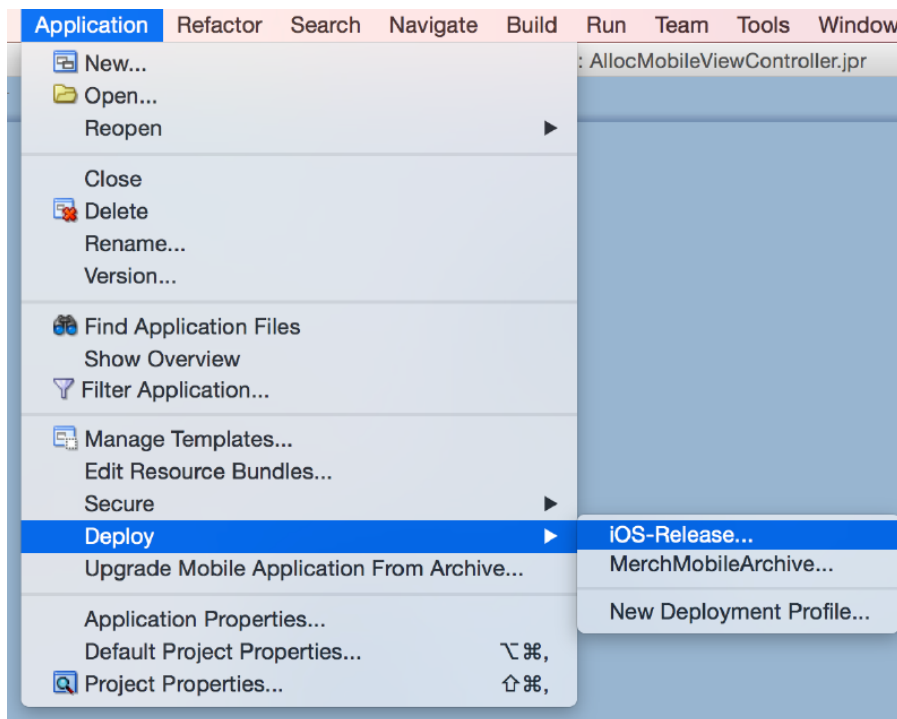 Application Refactor Search Navigate Build Run Team Tools Window
: AllocMobileViewController.jpr
New...
Open...
Reopen ▶
Close
Delete
Rename...
Version...
Find Application Files
Show Overview
Filter Application...
Manage Templates...
Edit Resource Bundles...
Secure ▶
Deploy ▶
iOS-Release...
MerchMobileArchive...
New Deployment Profile...
Upgrade Mobile Application From Archive...
Application Properties...
Default Project Properties... ⌥⌘,
Project Properties... ⇧⌘,